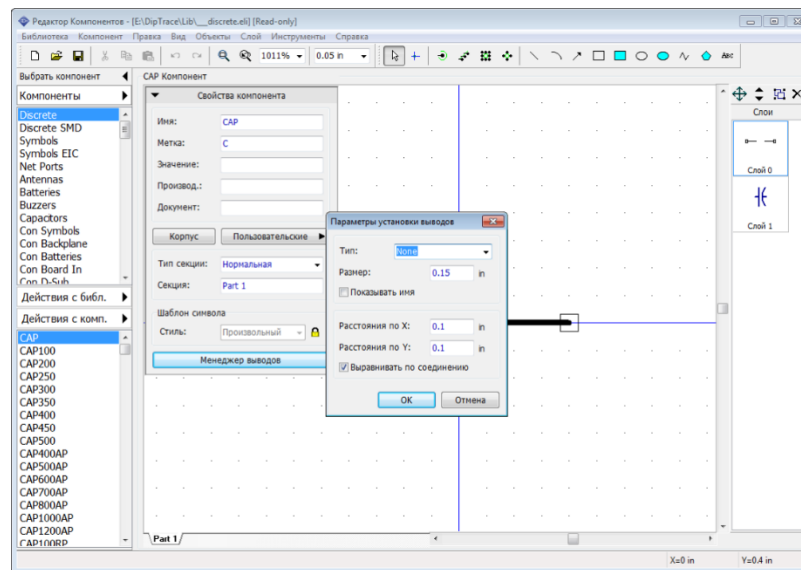 Редактор Компонентов - [E:\DipTrace\Lib\__discrete.eli] [Read-only]
Библиотека Компонент Правка Вид Объекты Слой Инструменты Справка
1011% 0.05 in ABC
Выбрать компонент
CAP Компонент
Компоненты
Discrete
Discrete SMD
Symbols
Symbols EIC
Net Ports
Antennas
Batteries
Buzzers
Capacitors
Con Symbols
Con Backplane
Con Batteries
Con Board In
Con D-Sub
Действия с библ.
Действия с комп.
CAP
CAP100
CAP200
CAP250
CAP300
CAP350
CAP400
CAP450
CAP500
CAP400AP
CAP500AP
CAP600AP
CAP700AP
CAP800AP
CAP1000AP
CAP1200AP
CAP100RP
Свойства компонента
Имя: CAP
Метка: C
Значение:
Производ.:
Документ:
Корпус Пользовательские
Тип секции: Нормальная
Секция: Part 1
Шаблон символа
Стиль: Произвольный
Менеджер выводов
Параметры установки выводов
Тип: None
Размер: 0.15 in
Показывать имя
Расстояния по X: 0.1 in
Расстояния по Y: 0.1 in
Выравнивать по соединению
OK Отмена
Слои
Слой 0
Слой 1
Part 1
X=0 in Y=0.4 in